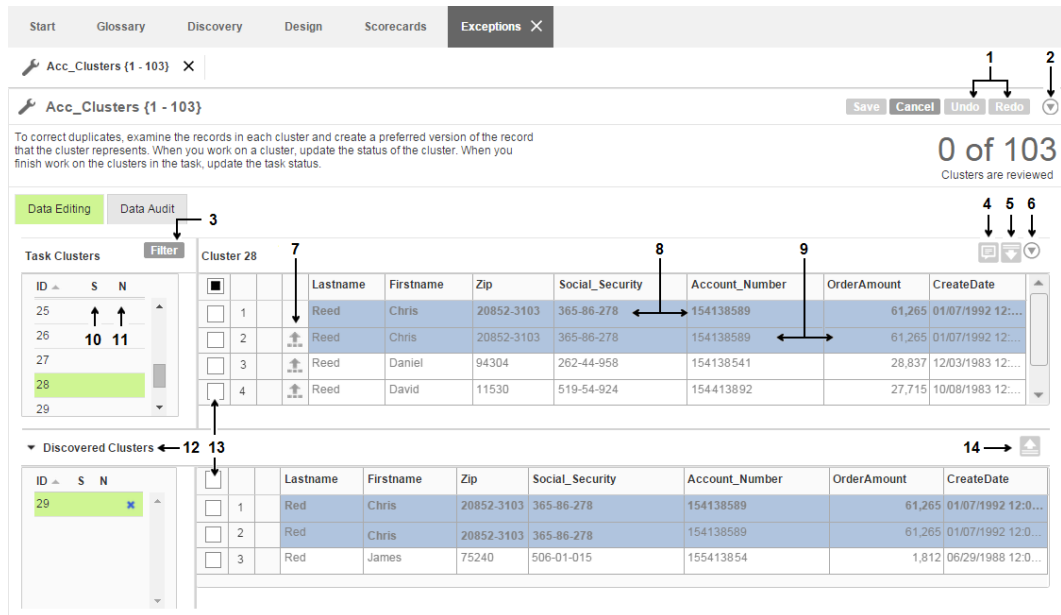 Start Glossary Discovery Design Scorecards Exceptions
Acc_Clusters {1 - 103}
1 2
Acc_Clusters {1 - 103} Save Cancel Undo Redo
To correct duplicates, examine the records in each cluster and create a preferred version of the record
that the cluster represents. When you work on a cluster, update the status of the cluster. When you
finish work on the clusters in the task, update the task status.
0 of 103
Clusters are reviewed
Data Editing Data Audit
3 4 5 6
Task Clusters Filter Cluster 28 7 8 9
ID S N
25
26
10 11
27
28
29
Lastname Firstname Zip Social_Security Account_Number OrderAmount CreateDate
1 Reed Chris 20852-3103 365-86-278 154138589 61,265 01/07/1992 12:...
2 Reed Chris 20852-3103 365-86-278 154138589 61,265 01/07/1992 12:...
3 Reed Daniel 94304 262-44-958 154138541 28,837 12/03/1983 12:...
4 Reed David 11530 519-54-924 154413892 27,715 10/08/1983 12:...
Discovered Clusters 12 13 14
ID S N
29
Lastname Firstname Zip Social_Security Account_Number OrderAmount CreateDate
1 Red Chris 20852-3103 365-86-278 154138589 61,265 01/07/1992 12:0...
2 Red Chris 20852-3103 365-86-278 154138589 61,265 01/07/1992 12:0...
3 Red James 75240 506-01-015 155413854 1,812 06/29/1988 12:0...